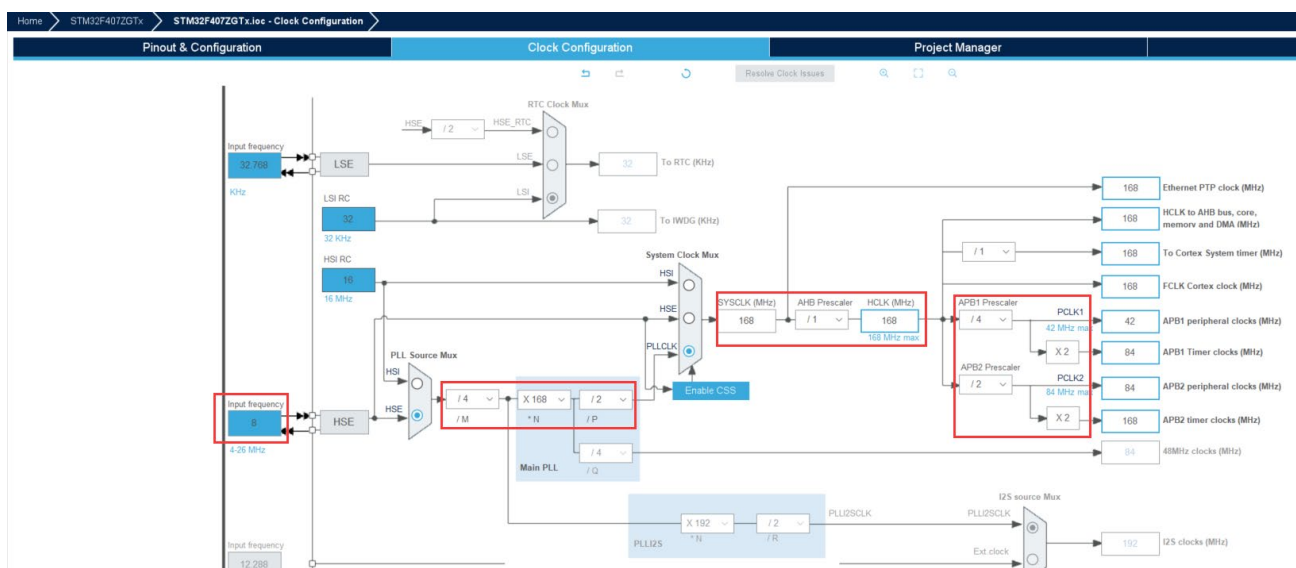 Home STM32F407ZGTx STM32F407ZGTx.ioc - Clock Configuration
Pinout & Configuration Clock Configuration Project Manager
Resolve Clock Issues
RTC Clock Mux
HSE / 2 HSE_RTC
Input frequency
32.768
KHz
LSE
LSE
32 To RTC (KHz)
LSI RC
32
32 KHz
LSI
32 To IWDG (KHz)
HSI RC
16
16 MHz
System Clock Mux
HSI
HSE
PLLCLK
Enable CSS
SYSCLK (MHz) AHB Prescaler HCLK (MHz)
168 / 1 168
168 MHz max
168 Ethernet PTP clock (MHz)
168 HCLK to AHB bus, core,
memory and DMA (MHz)
/ 1 168 To Cortex System timer (MHz)
168 FCLK Cortex clock (MHz)
APB1 Prescaler
/ 4 PCLK1
42 MHz max
42 APB1 peripheral clocks (MHz)
X 2 84 APB1 Timer clocks (MHz)
APB2 Prescaler
/ 2 PCLK2
84 MHz max
84 APB2 peripheral clocks (MHz)
X 2 168 APB2 timer clocks (MHz)
84 48MHz clocks (MHz)
PLL Source Mux
HSI
HSE
Input frequency
8
4-26 MHz
HSE
/ 4 X 168 / 2
/ M * N / P
/ 4
Main PLL / Q
I2S source Mux
X 192 / 2 PLLI2SCLK PLLI2SCLK
PLLI2S * N / R
Ext clock
192 I2S clocks (MHz)
Input frequency
12.288